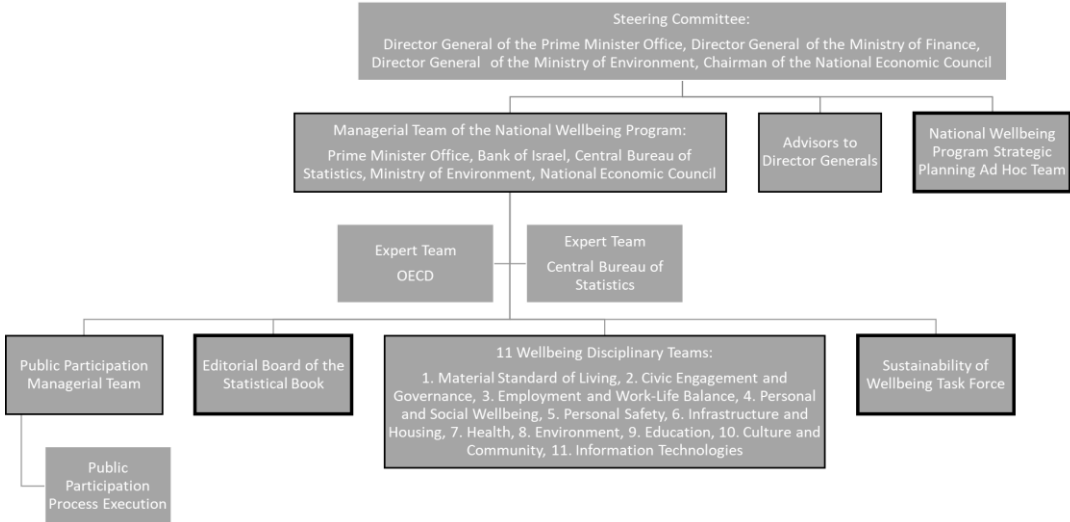 Steering Committee:
Director General of the Prime Minister Office, Director General of the Ministry of Finance,
Director General  of the Ministry of Environment, Chairman of the National Economic Council
Managerial Team of the National Wellbeing Program:
Prime Minister Office, Bank of Israel, Central Bureau of
Statistics, Ministry of Environment, National Economic Council
Advisors to
Director Generals
National Wellbeing
Program Strategic
Planning Ad Hoc Team
Expert Team
OECD
Expert Team
Central Bureau of
Statistics
Public Participation
Managerial Team
Editorial Board of the
Statistical Book
11 Wellbeing Disciplinary Teams:
1. Material Standard of Living, 2. Civic Engagement and
Governance, 3. Employment and Work-Life Balance, 4. Personal
and Social Wellbeing, 5. Personal Safety, 6. Infrastructure and
Housing, 7. Health, 8. Environment, 9. Education, 10. Culture and
Community, 11. Information Technologies
Sustainability of
Wellbeing Task Force
Public
Participation
Process Execution